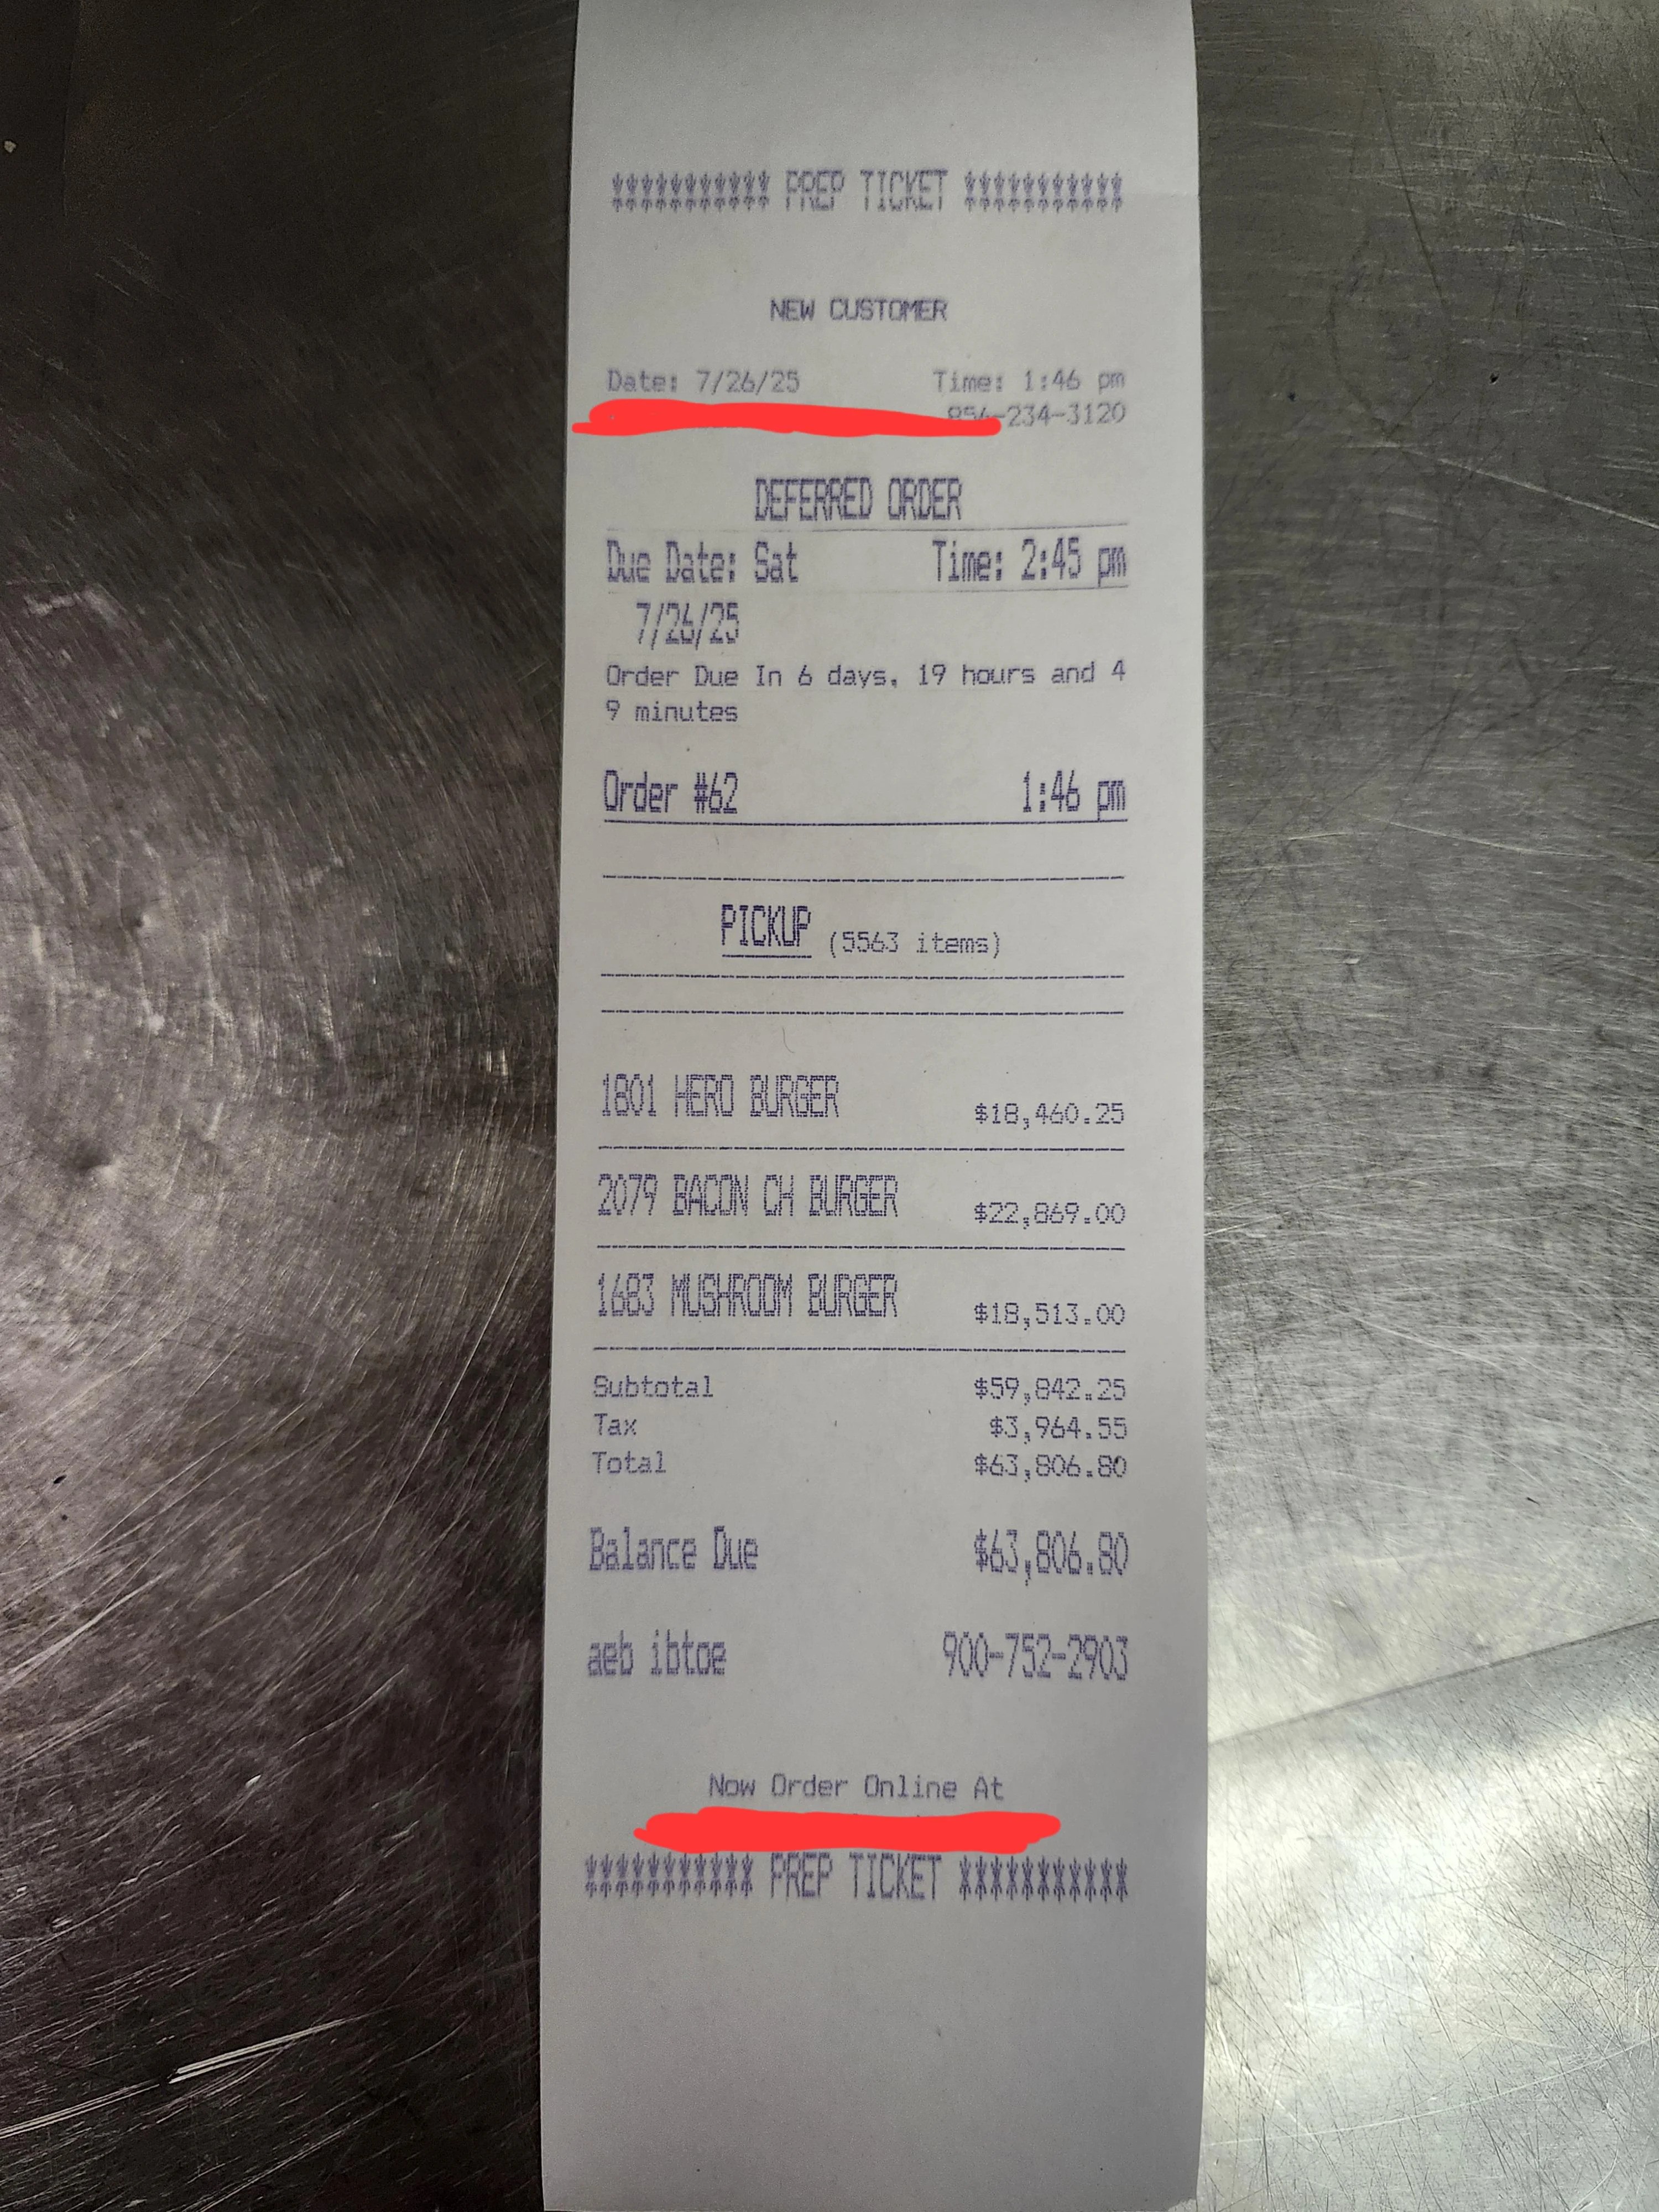 *********** PREP TICKET ***********
NEW CUSTOMER
Date: 7/26/25 Time: 1:46 pm
856-234-3120
DEFERRED ORDER
Due Date: Sat Time: 2:45 pm
7/26/25
Order Due In 6 days, 19 hours and 4
9 minutes
Order #62 1:46 pm
PICKUP (5563 items)
1801 HERO BURGER $18,460.25
2079 BACON CH BURGER $22,869.00
1683 MUSHROOM BURGER $18,513.00
Subtotal $59,842.25
Tax $3,964.55
Total $63,806.80
Balance Due $63,806.80
aeb ibtoe 900-752-2903
Now Order Online At
*********** PREP TICKET ***********